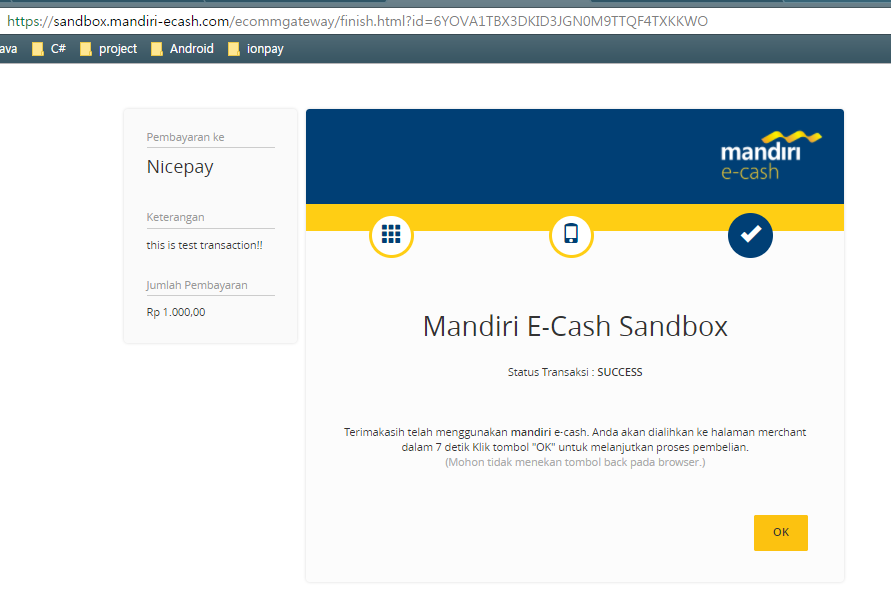 https://sandbox.mandiri-ecash.com/ecommgateway/finish.html?id=6YOVA1TBX3DKID3JGN0M9TTQF4TXKKWO
ava C# project Android ionpay
Pembayaran ke
Nicepay
Keterangan
this is test transaction!!
Jumlah Pembayaran
Rp 1.000,00
mandiri
e-cash
Mandiri E-Cash Sandbox
Status Transaksi : SUCCESS
Terimakasih telah menggunakan mandiri e-cash. Anda akan dialihkan ke halaman merchant
dalam 7 detik Klik tombol "OK" untuk melanjutkan proses pembelian.
(Mohon tidak menekan tombol back pada browser.)
OK